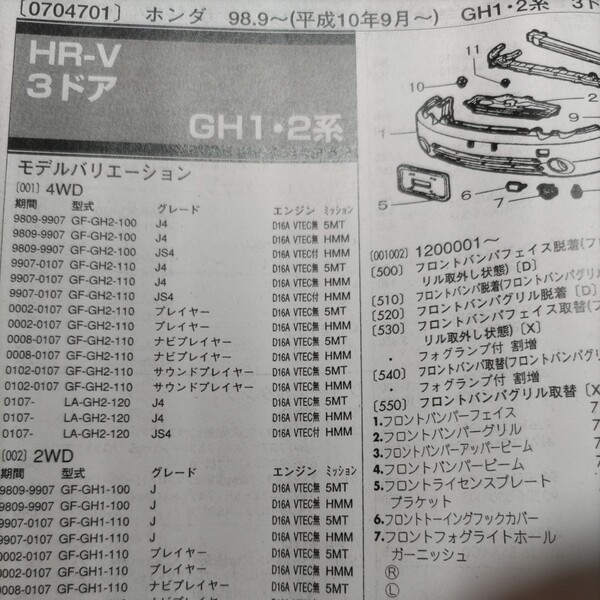 [0704701] ホンダ 98.9〜(平成10年9月〜) GH1・2系 3ド
HR-V
3ドア
GH1・2系
モデルバリエーション
[001] 4WD
期間 型式 グレード エンジン ミッション
9809-9907 GF-GH2-100 J4 D16A VTEC無 5MT
9809-9907 GF-GH2-100 J4 D16A VTEC無 HMM
9809-9907 GF-GH2-100 JS4 D16A VTEC付 HMM
9907-0107 GF-GH2-110 J4 D16A VTEC無 5MT
9907-0107 GF-GH2-110 J4 D16A VTEC無 HMM
9907-0107 GF-GH2-110 JS4 D16A VTEC付 HMM
0002-0107 GF-GH2-110 プレイヤー D16A VTEC無 5MT
0002-0107 GF-GH2-110 プレイヤー D16A VTEC無 HMM
0008-0107 GF-GH2-110 ナビプレイヤー D16A VTEC無 5MT
0008-0107 GF-GH2-110 ナビプレイヤー D16A VTEC無 HMM
0102-0107 GF-GH2-110 サウンドプレイヤー D16A VTEC無 5MT
0102-0107 GF-GH2-110 サウンドプレイヤー D16A VTEC無 HMM
0107- LA-GH2-120 J4 D16A VTEC無 5MT
0107- LA-GH2-120 J4 D16A VTEC無 HMM
0107- LA-GH2-120 JS4 D16A VTEC付 HMM
[002] 2WD
期間 型式 グレード エンジン ミッション
9809-9907 GF-GH1-100 J D16A VTEC無 5MT
9809-9907 GF-GH1-100 J D16A VTEC無 HMM
9907-0107 GF-GH1-110 J D16A VTEC無 5MT
9907-0107 GF-GH1-110 J D16A VTEC無 HMM
0002-0107 GF-GH1-110 プレイヤー D16A VTEC無 5MT
0002-0107 GF-GH1-110 プレイヤー D16A VTEC無 HMM
0008-0107 GF-GH1-110 ナビプレイヤー D16A VTEC無 5MT
11
10
2
9
1
5
6
7
8
[001002] 1200001〜
[500] フロントバンパフェイス脱着(フ
リル取外し状態)[D]
[510] フロントバンパ脱着(フロントバンパグリル
[520] フロントバンパグリル脱着 [D]
[530] フロントバンパフェイス取替(フ
リル取外し状態)[X]
・ フォグランプ付 割増
[540] フロントバンパ取替(フロントバンパグリ
・ フォグランプ付 割増
[550] フロントバンパグリル取替 [X
1.フロントバンパーフェイス 7
2.フロントバンパーグリル 7
3.フロントバンパーアッパービーム 7
4.フロントバンパービーム 7
5.フロントライセンスプレート
ブラケット
6.フロントトーイングフックカバー
7.フロントフォグライトホール
ガーニッシュ
Ⓡ
Ⓛ